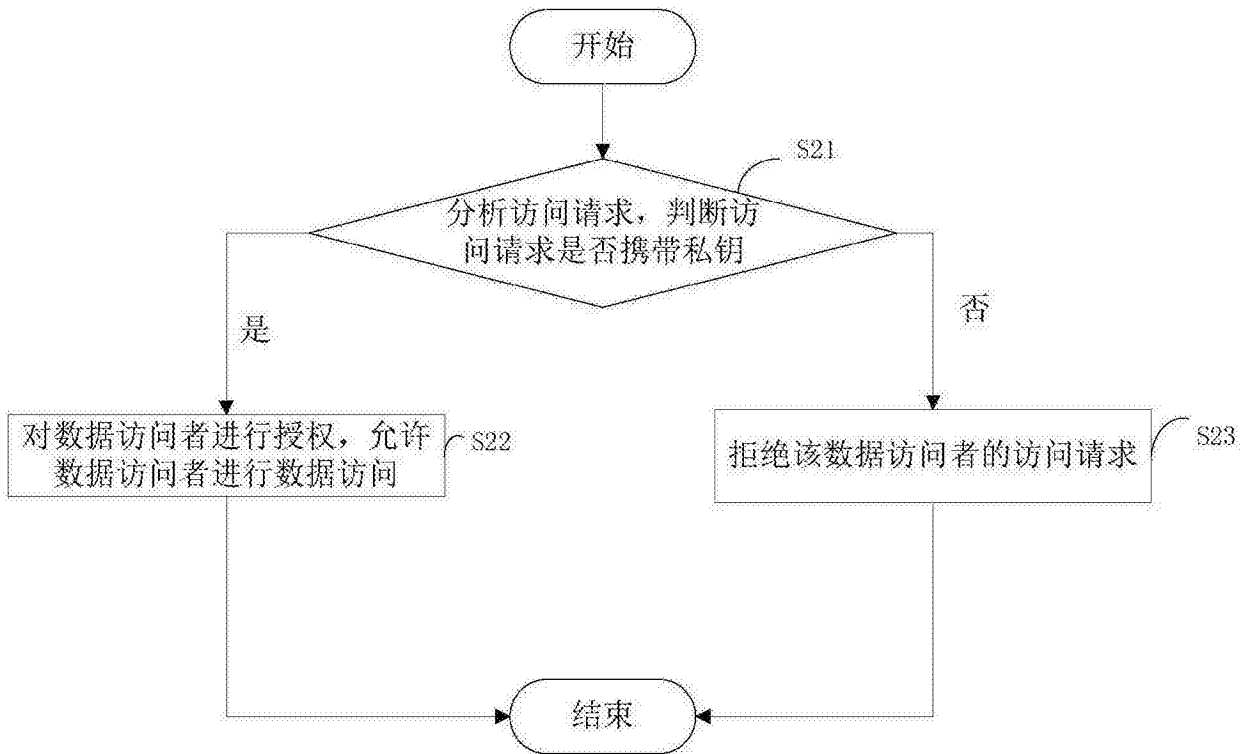 开始
S21
分析访问请求，判断访
问请求是否携带私钥
是
否
对数据访问者进行授权，允许
数据访问者进行数据访问
S22
拒绝该数据访问者的访问请求
S23
结束